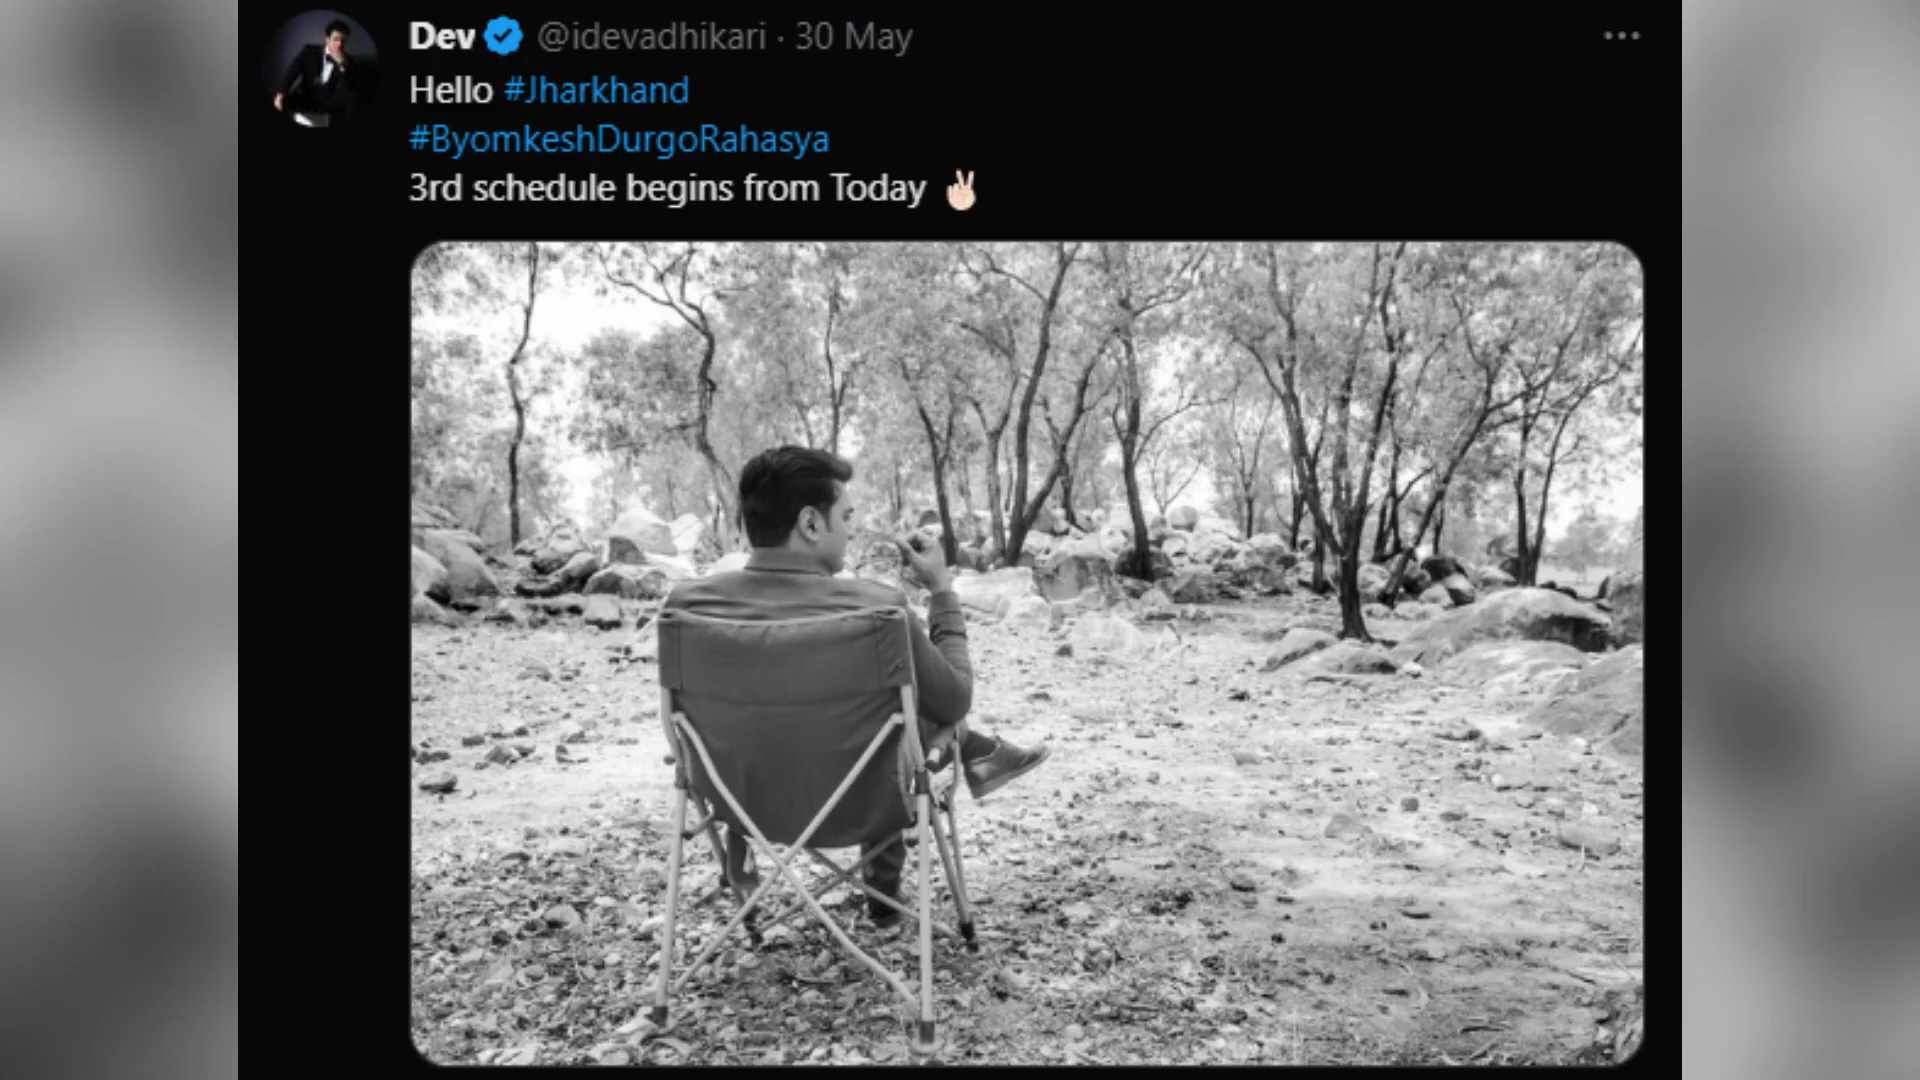 Dev @idevadhikari · 30 May
Hello #Jharkhand
#ByomkeshDurgoRahasya
3rd schedule begins from Today ✌🏻